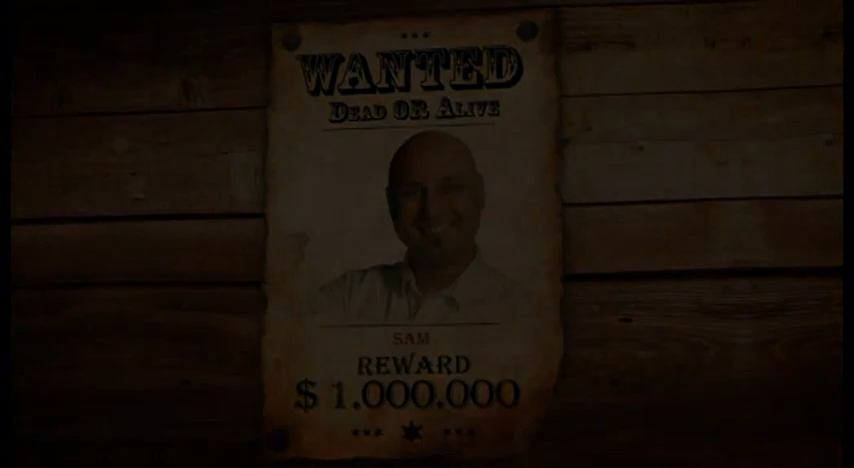 WANTED
DEAD OR ALIVE
SAM
REWARD
$ 1.000.000